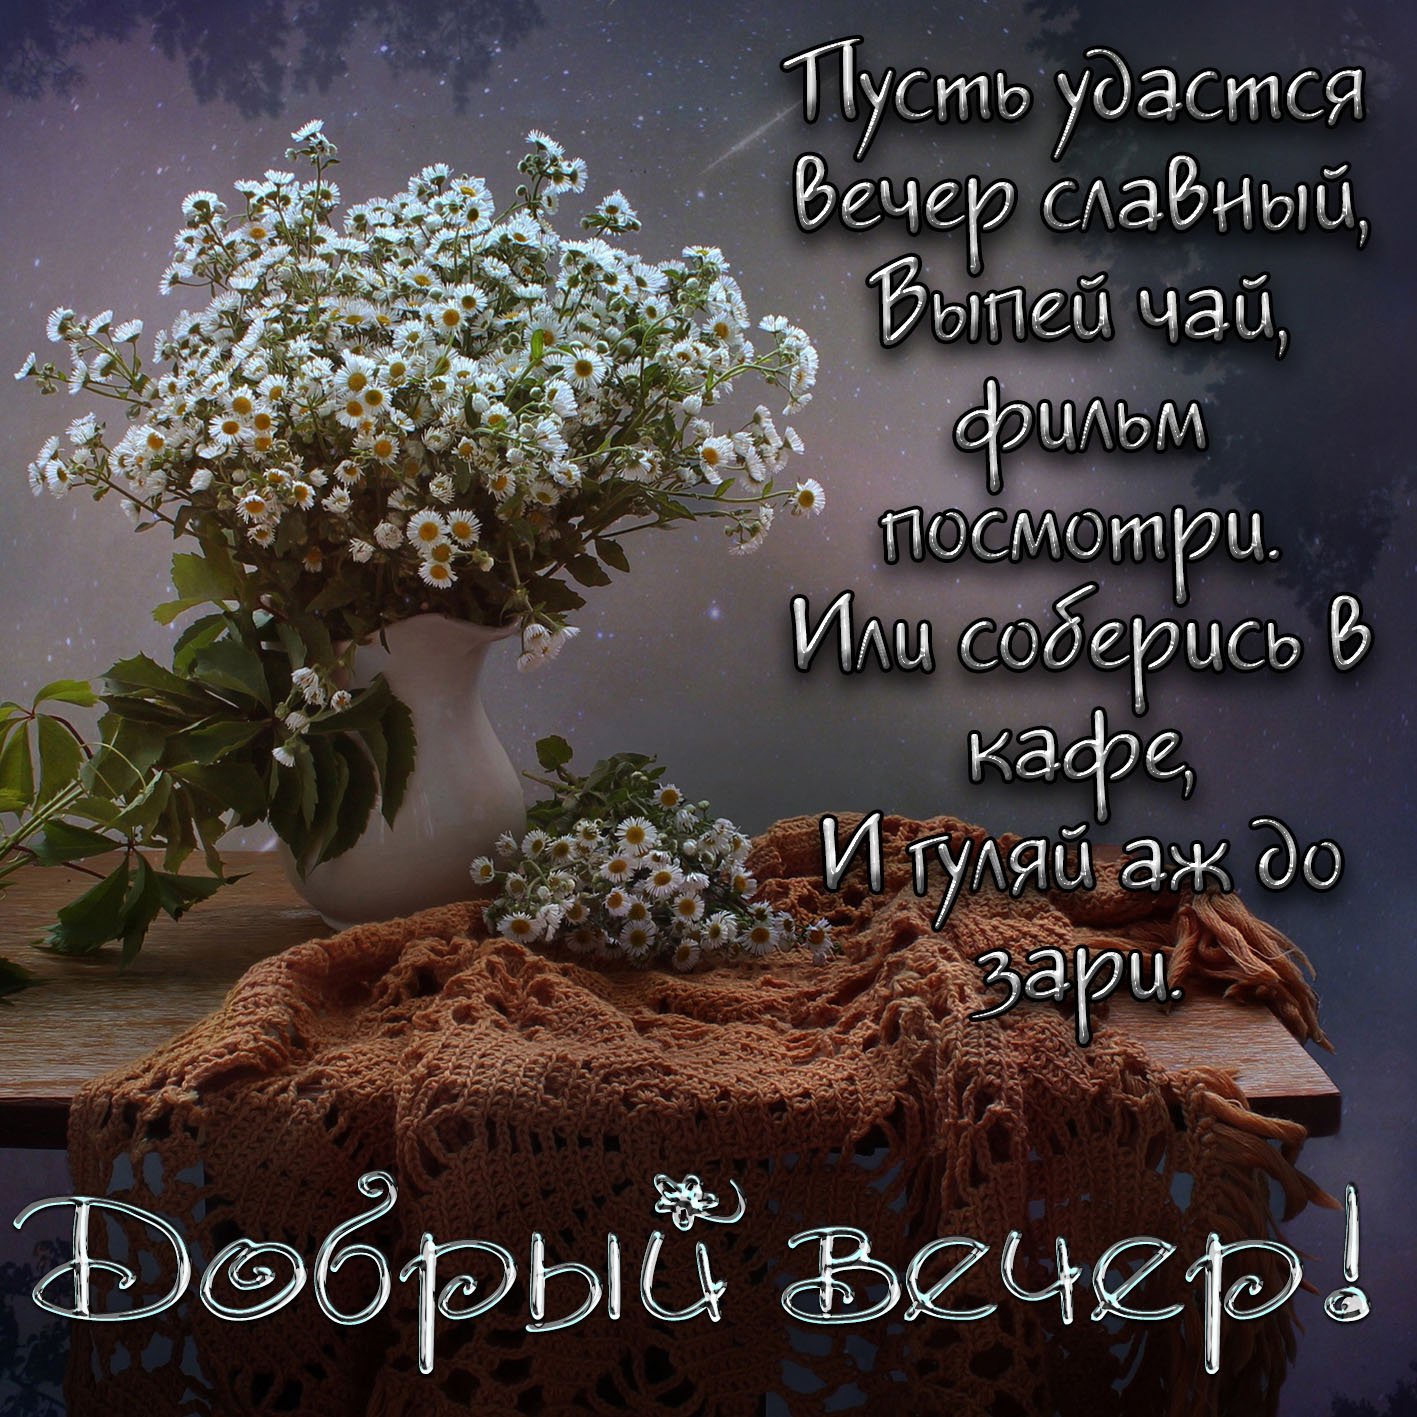 Пусть удастся
вечер славный,
Выпей чай,
фильм
посмотри.
Или соберись в
кафе,
И гуляй аж до
зари.
Добрый вечер!